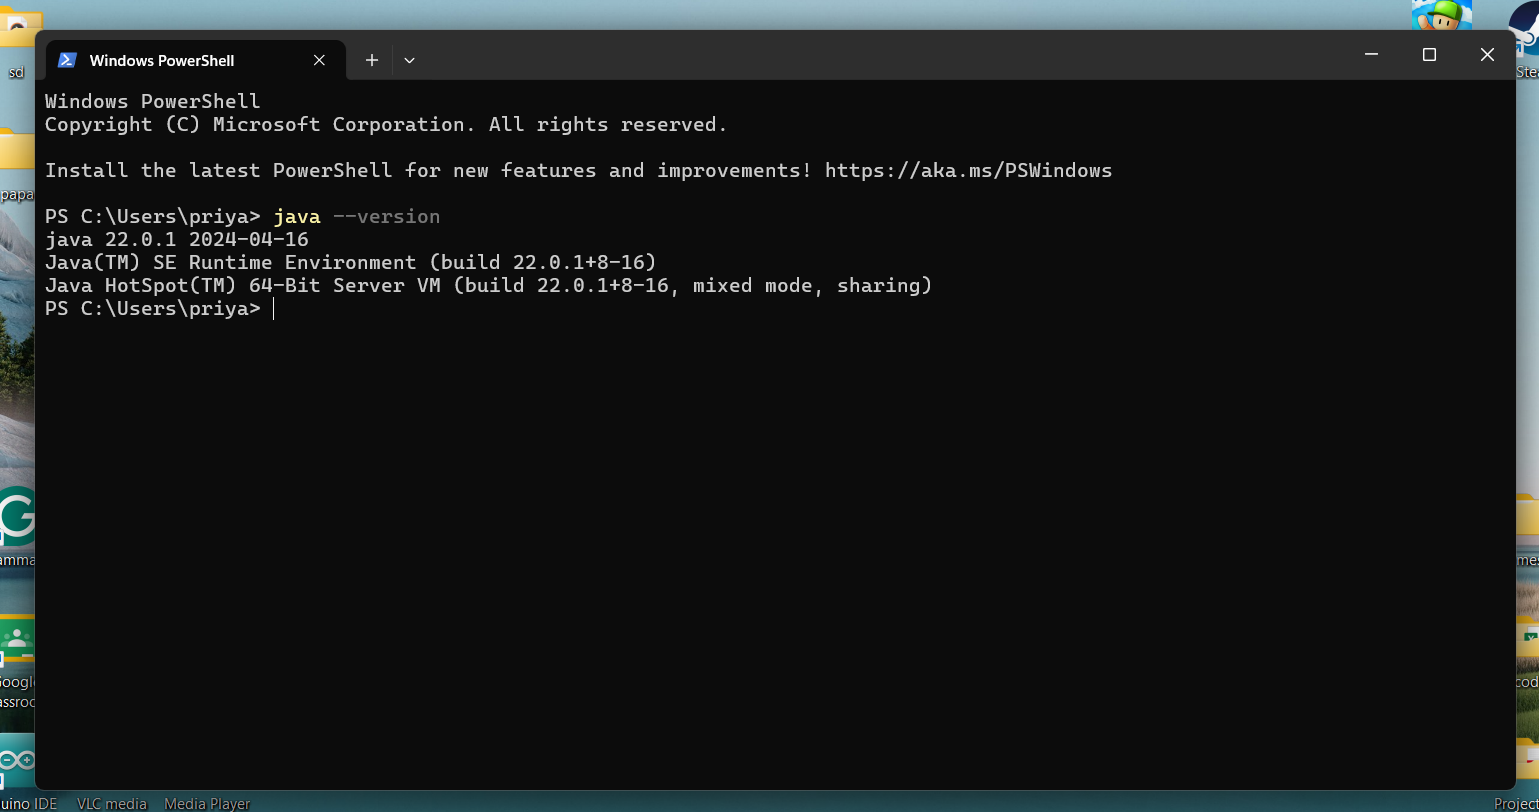 sd
Windows PowerShell
Stea
Windows PowerShell
Copyright (C) Microsoft Corporation. All rights reserved.
Install the latest PowerShell for new features and improvements! https://aka.ms/PSWindows
papa
PS C:\Users\priya> java --version
java 22.0.1 2024-04-16
Java(TM) SE Runtime Environment (build 22.0.1+8-16)
Java HotSpot(TM) 64-Bit Server VM (build 22.0.1+8-16, mixed mode, sharing)
PS C:\Users\priya>
amma
mes
Googl
assroo
cod
uino IDE
VLC media
Media Player
Project